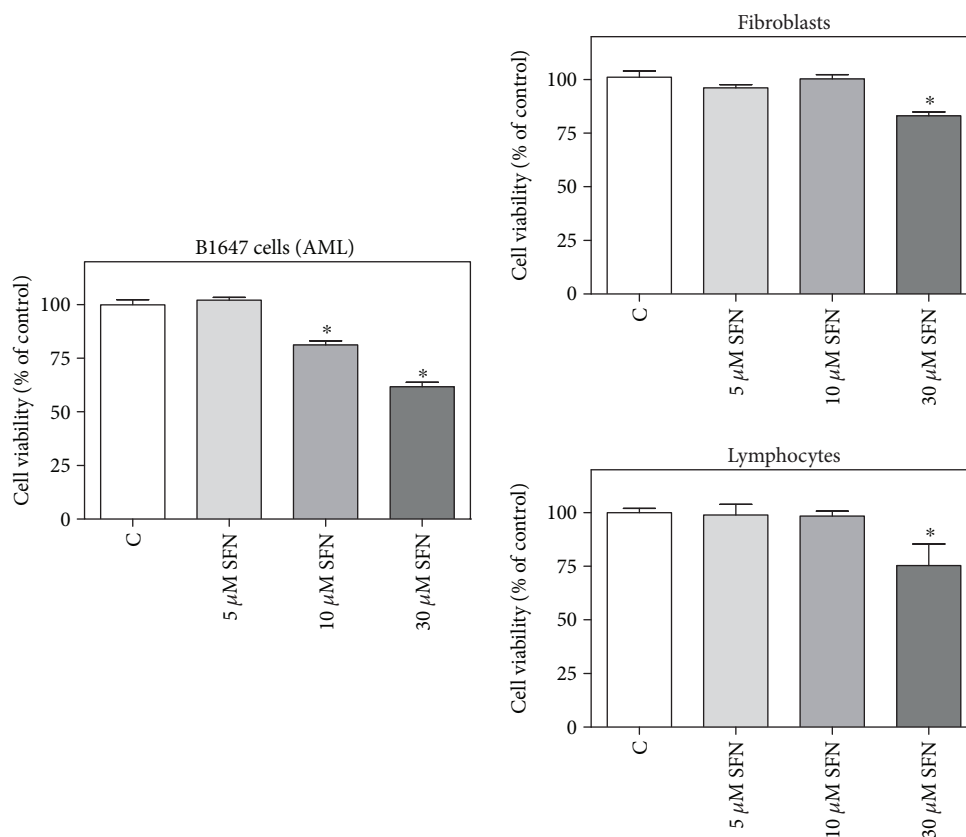 B1647 cells (AML)
Cell viability (% of control)
100
75
50
25
0
*
*
C
5 μM SFN
10 μM SFN
30 μM SFN
Fibroblasts
Cell viability (% of control)
100
75
50
25
0
*
C
5 μM SFN
10 μM SFN
30 μM SFN
Lymphocytes
Cell viability (% of control)
100
75
50
25
0
*
C
5 μM SFN
10 μM SFN
30 μM SFN